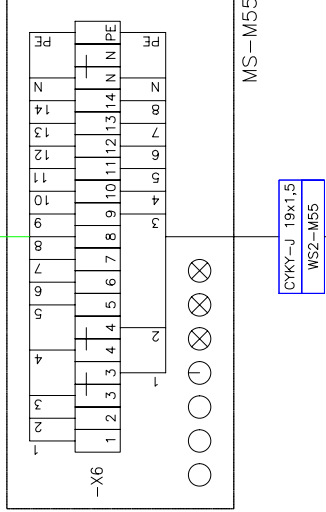 1 2 3 4 5 6 7 8 9 10 11 12 13 14 N PE
-X6 1 2 3 3 4 4 5 6 7 8 9 10 11 12 13 14 N N PE
1 2 3 4 5 6 7 8 N PE
MS-M55
CYKY-J 19x1,5
WS2-M55